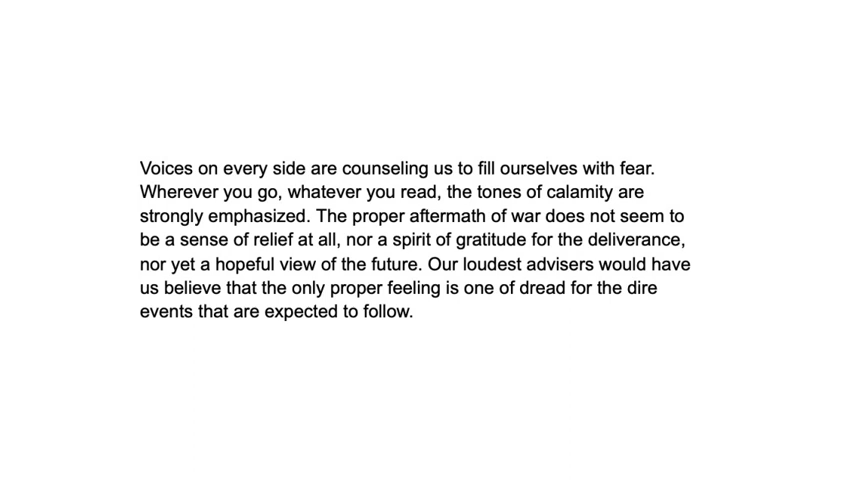 Voices on every side are counseling us to fill ourselves with fear.
Wherever you go, whatever you read, the tones of calamity are
strongly emphasized. The proper aftermath of war does not seem to
be a sense of relief at all, nor a spirit of gratitude for the deliverance,
nor yet a hopeful view of the future. Our loudest advisers would have
us believe that the only proper feeling is one of dread for the dire
events that are expected to follow.